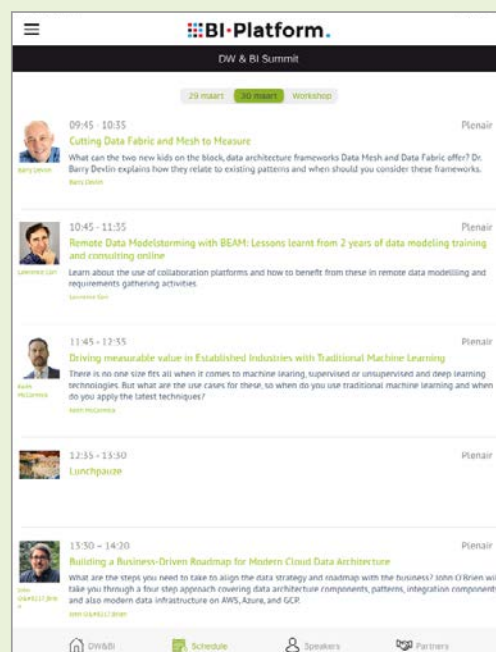 BI·Platform.
DW & BI Summit
29 maart 30 maart Workshop
09:45 - 10:35 Plenair
Cutting Data Fabric and Mesh to Measure
What can the two new kids on the block, data architecture frameworks Data Mesh and Data Fabric offer? Dr.
Barry Devlin explains how they relate to existing patterns and when should you consider these frameworks.
Barry Devlin
Barry Devlin
10:45 - 11:35 Plenair
Remote Data Modelstorming with BEAM: Lessons learnt from 2 years of data modeling training
and consulting online
Lawrence Corr
Learn about the use of collaboration platforms and how to benefit from these in remote data modelllling and
requirements gathering activities.
Lawrence Corr
11:45 - 12:35 Plenair
Driving measurable value in Established Industries with Traditional Machine Learning
There is no one size fits all when it comes to machine learing, supervised or unsupervised and deep learning
Keith
McCormick
technologies. But what are the use cases for these, so when do you use traditional machine learning and when
do you apply the latest techniques?
Keith McCormick
12:35 - 13:30 Plenair
Lunchpauze
13:30 – 14:20 Plenair
Building a Business-Driven Roadmap for Modern Cloud Data Architecture
What are the steps you need to take to align the data strategy and roadmap with the business? John O'Brien will
John
O&#8217;Brie
n
take you through a four step approach covering data architecture components, patterns, integration components
and also modern data infrastructure on AWS, Azure, and GCP.
John O&#8217;Brien
DW&BI Schedule Speakers Partners